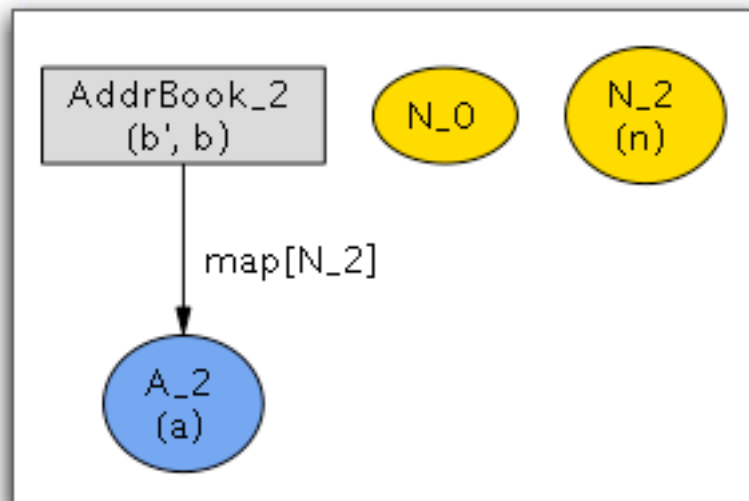 AddrBook_2
(b', b)
N_0
N_2
(n)
map[N_2]
A_2
(a)